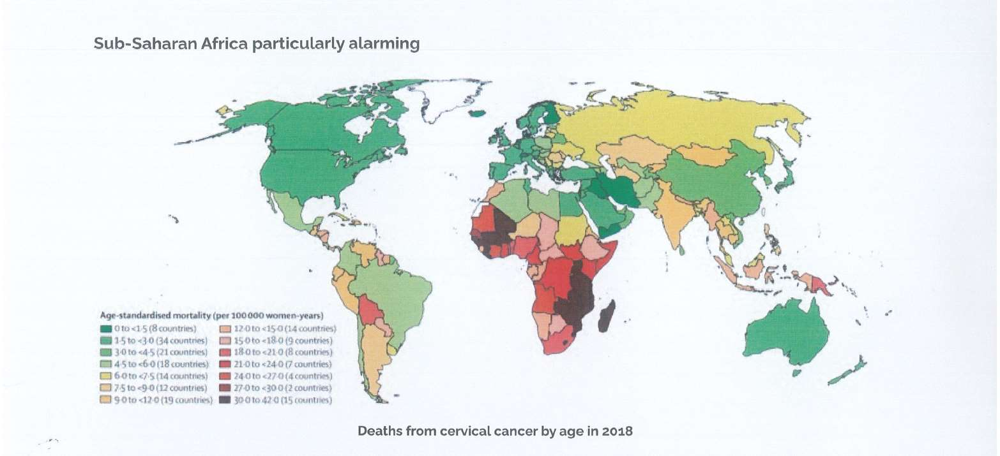 Sub-Saharan Africa particularly alarming
Age-standardised mortality (per 100 000 women-years)
0 to <1·5 (8 countries)
1·5 to <3·0 (34 countries)
3·0 to <4·5 (21 countries)
4·5 to <6·0 (18 countries)
6·0 to <7·5 (14 countries)
7·5 to <9·0 (12 countries)
9·0 to <12·0 (19 countries)
12·0 to <15·0 (14 countries)
15·0 to <18·0 (9 countries)
18·0 to <21·0 (8 countries)
21·0 to <24·0 (7 countries)
24·0 to <27·0 (4 countries)
27·0 to <30·0 (2 countries)
30·0 to 42·0 (15 countries)
Deaths from cervical cancer by age in 2018